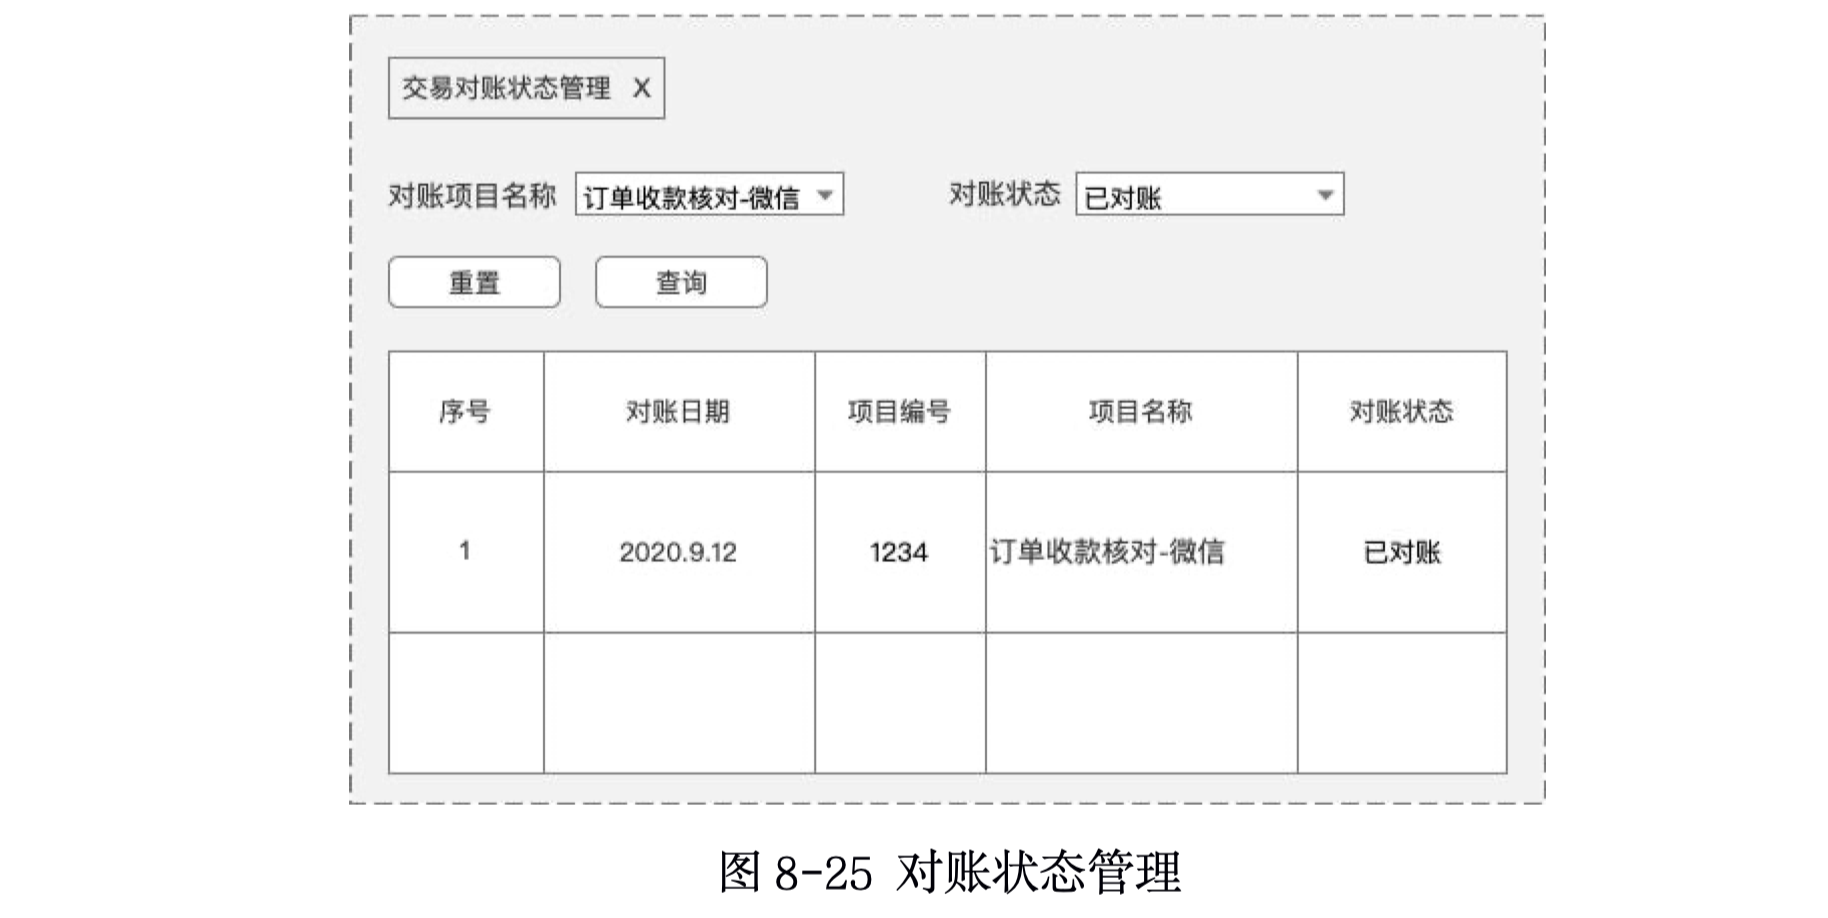 交易对账状态管理 X
对账项目名称 订单收款核对-微信 对账状态 已对账
重置 查询
序号 对账日期 项目编号 项目名称 对账状态
1 2020.9.12 1234 订单收款核对-微信 已对账
图 8-25 对账状态管理